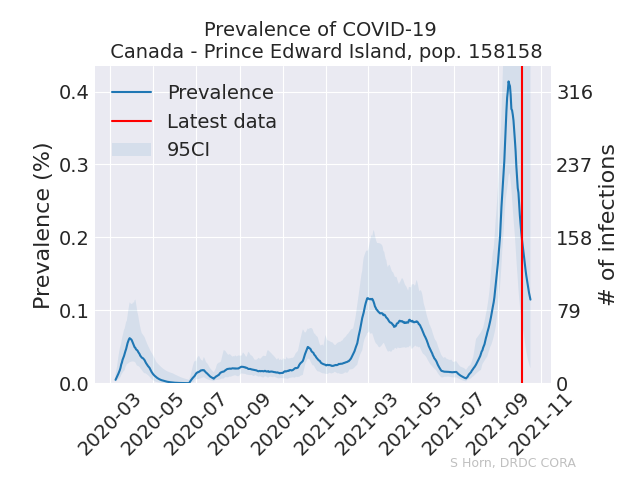 Prevalence of COVID-19
Canada - Prince Edward Island, pop. 158158
Prevalence
Latest data
95CI
Prevalence (%)
0.4
0.3
0.2
0.1
0.0
316
237
158
79
0
# of infections
2020-03
2020-05
2020-07
2020-09
2020-11
2021-01
2021-03
2021-05
2021-07
2021-09
2021-11
S Horn, DRDC CORA